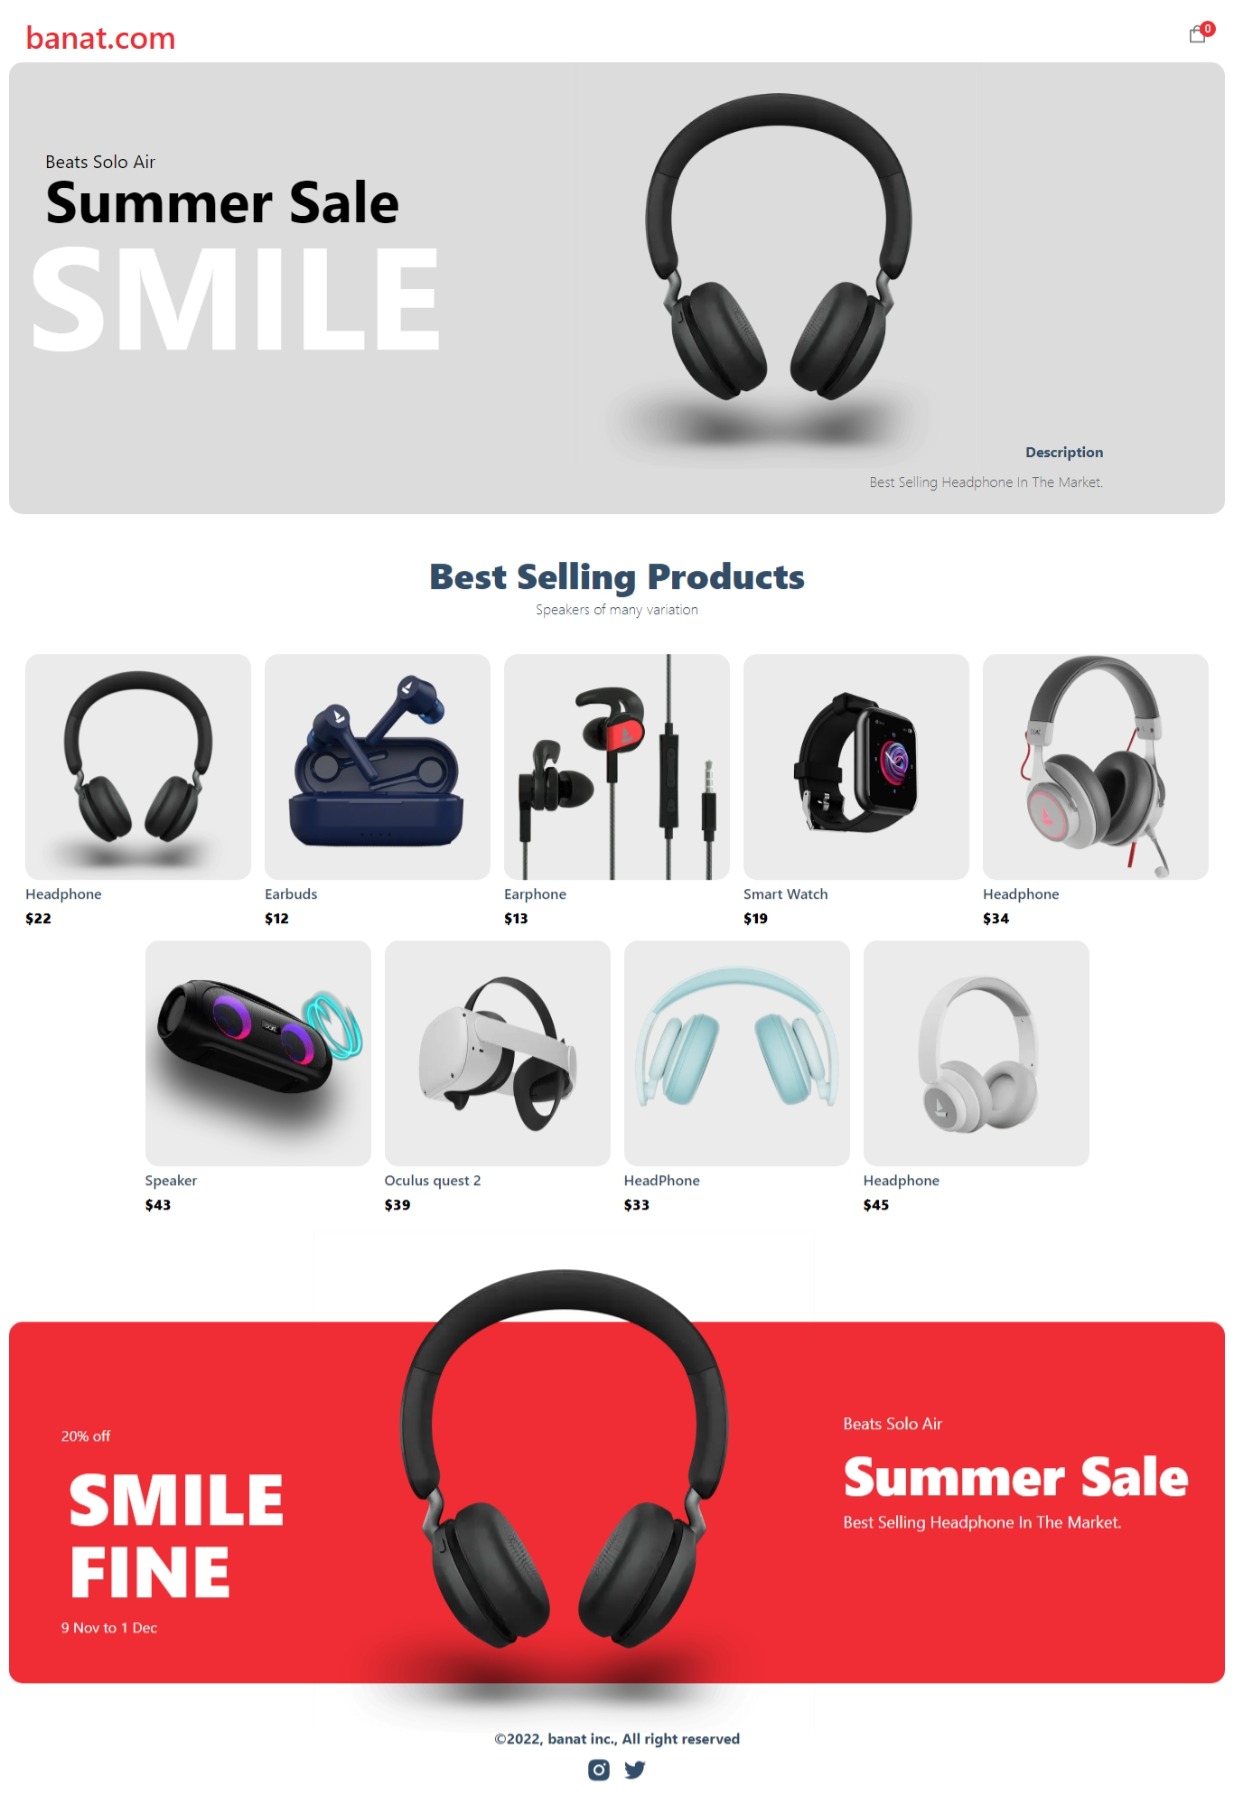 banat.com
0
Beats Solo Air
Summer Sale
SMILE
Description
Best Selling Headphone In The Market.
Best Selling Products
Speakers of many variation
Headphone
$22
Earbuds
$12
Earphone
$13
Smart Watch
$19
Headphone
$34
Speaker
$43
Oculus quest 2
$39
HeadPhone
$33
Headphone
$45
20% off
SMILE
FINE
9 Nov to 1 Dec
Beats Solo Air
Summer Sale
Best Selling Headphone In The Market.
©2022, banat inc., All right reserved